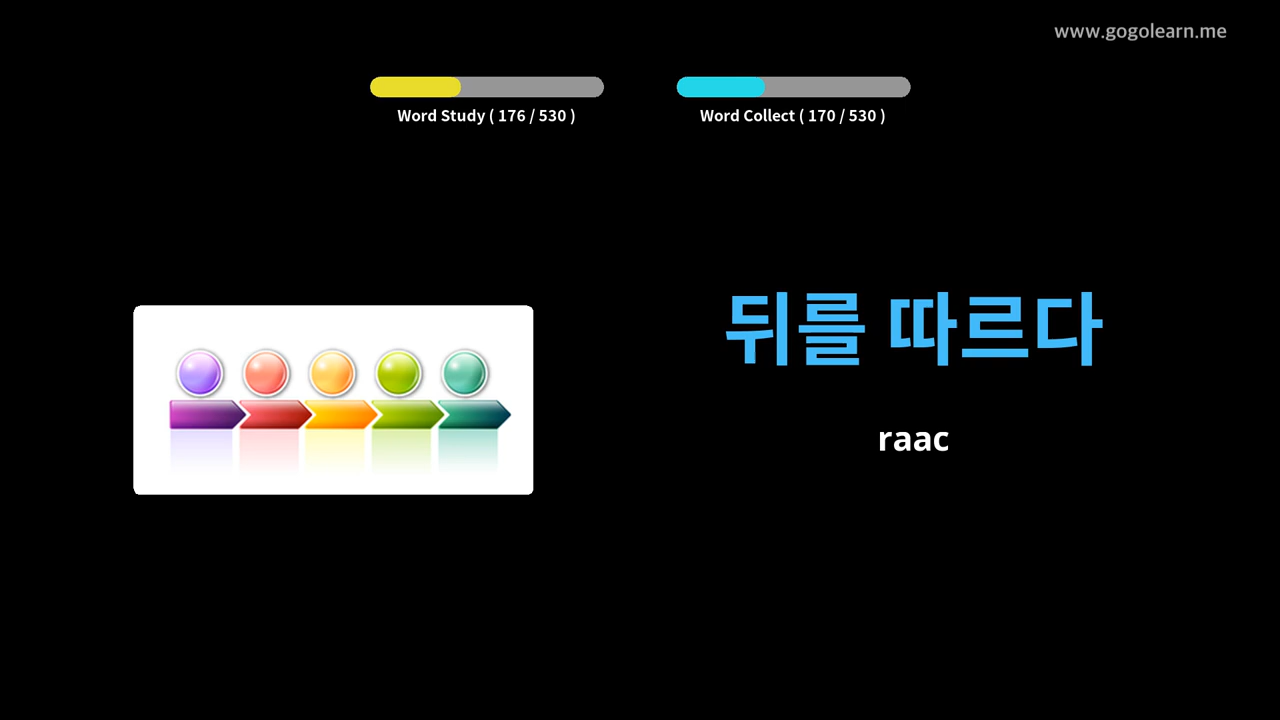 www.gogolearn.me
Word Study ( 176 / 530 )
Word Collect ( 170 / 530 )
뒤를 따르다
raac